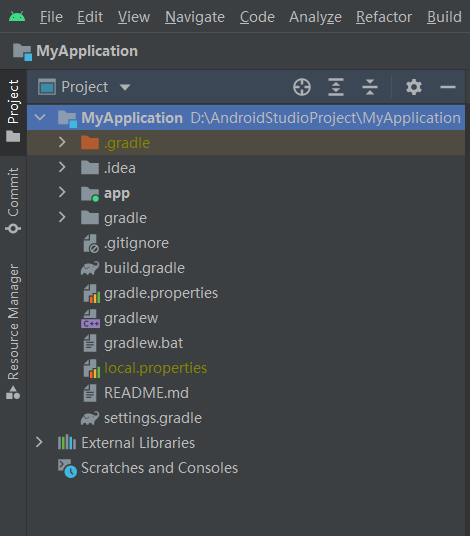 File Edit View Navigate Code Analyze Refactor Build
MyApplication
Project
Project
Commit
Resource Manager
MyApplication D:\AndroidStudioProject\MyApplication
.gradle
.idea
app
gradle
.gitignore
build.gradle
gradle.properties
C++
gradlew
gradlew.bat
local.properties
README.md
settings.gradle
External Libraries
Scratches and Consoles